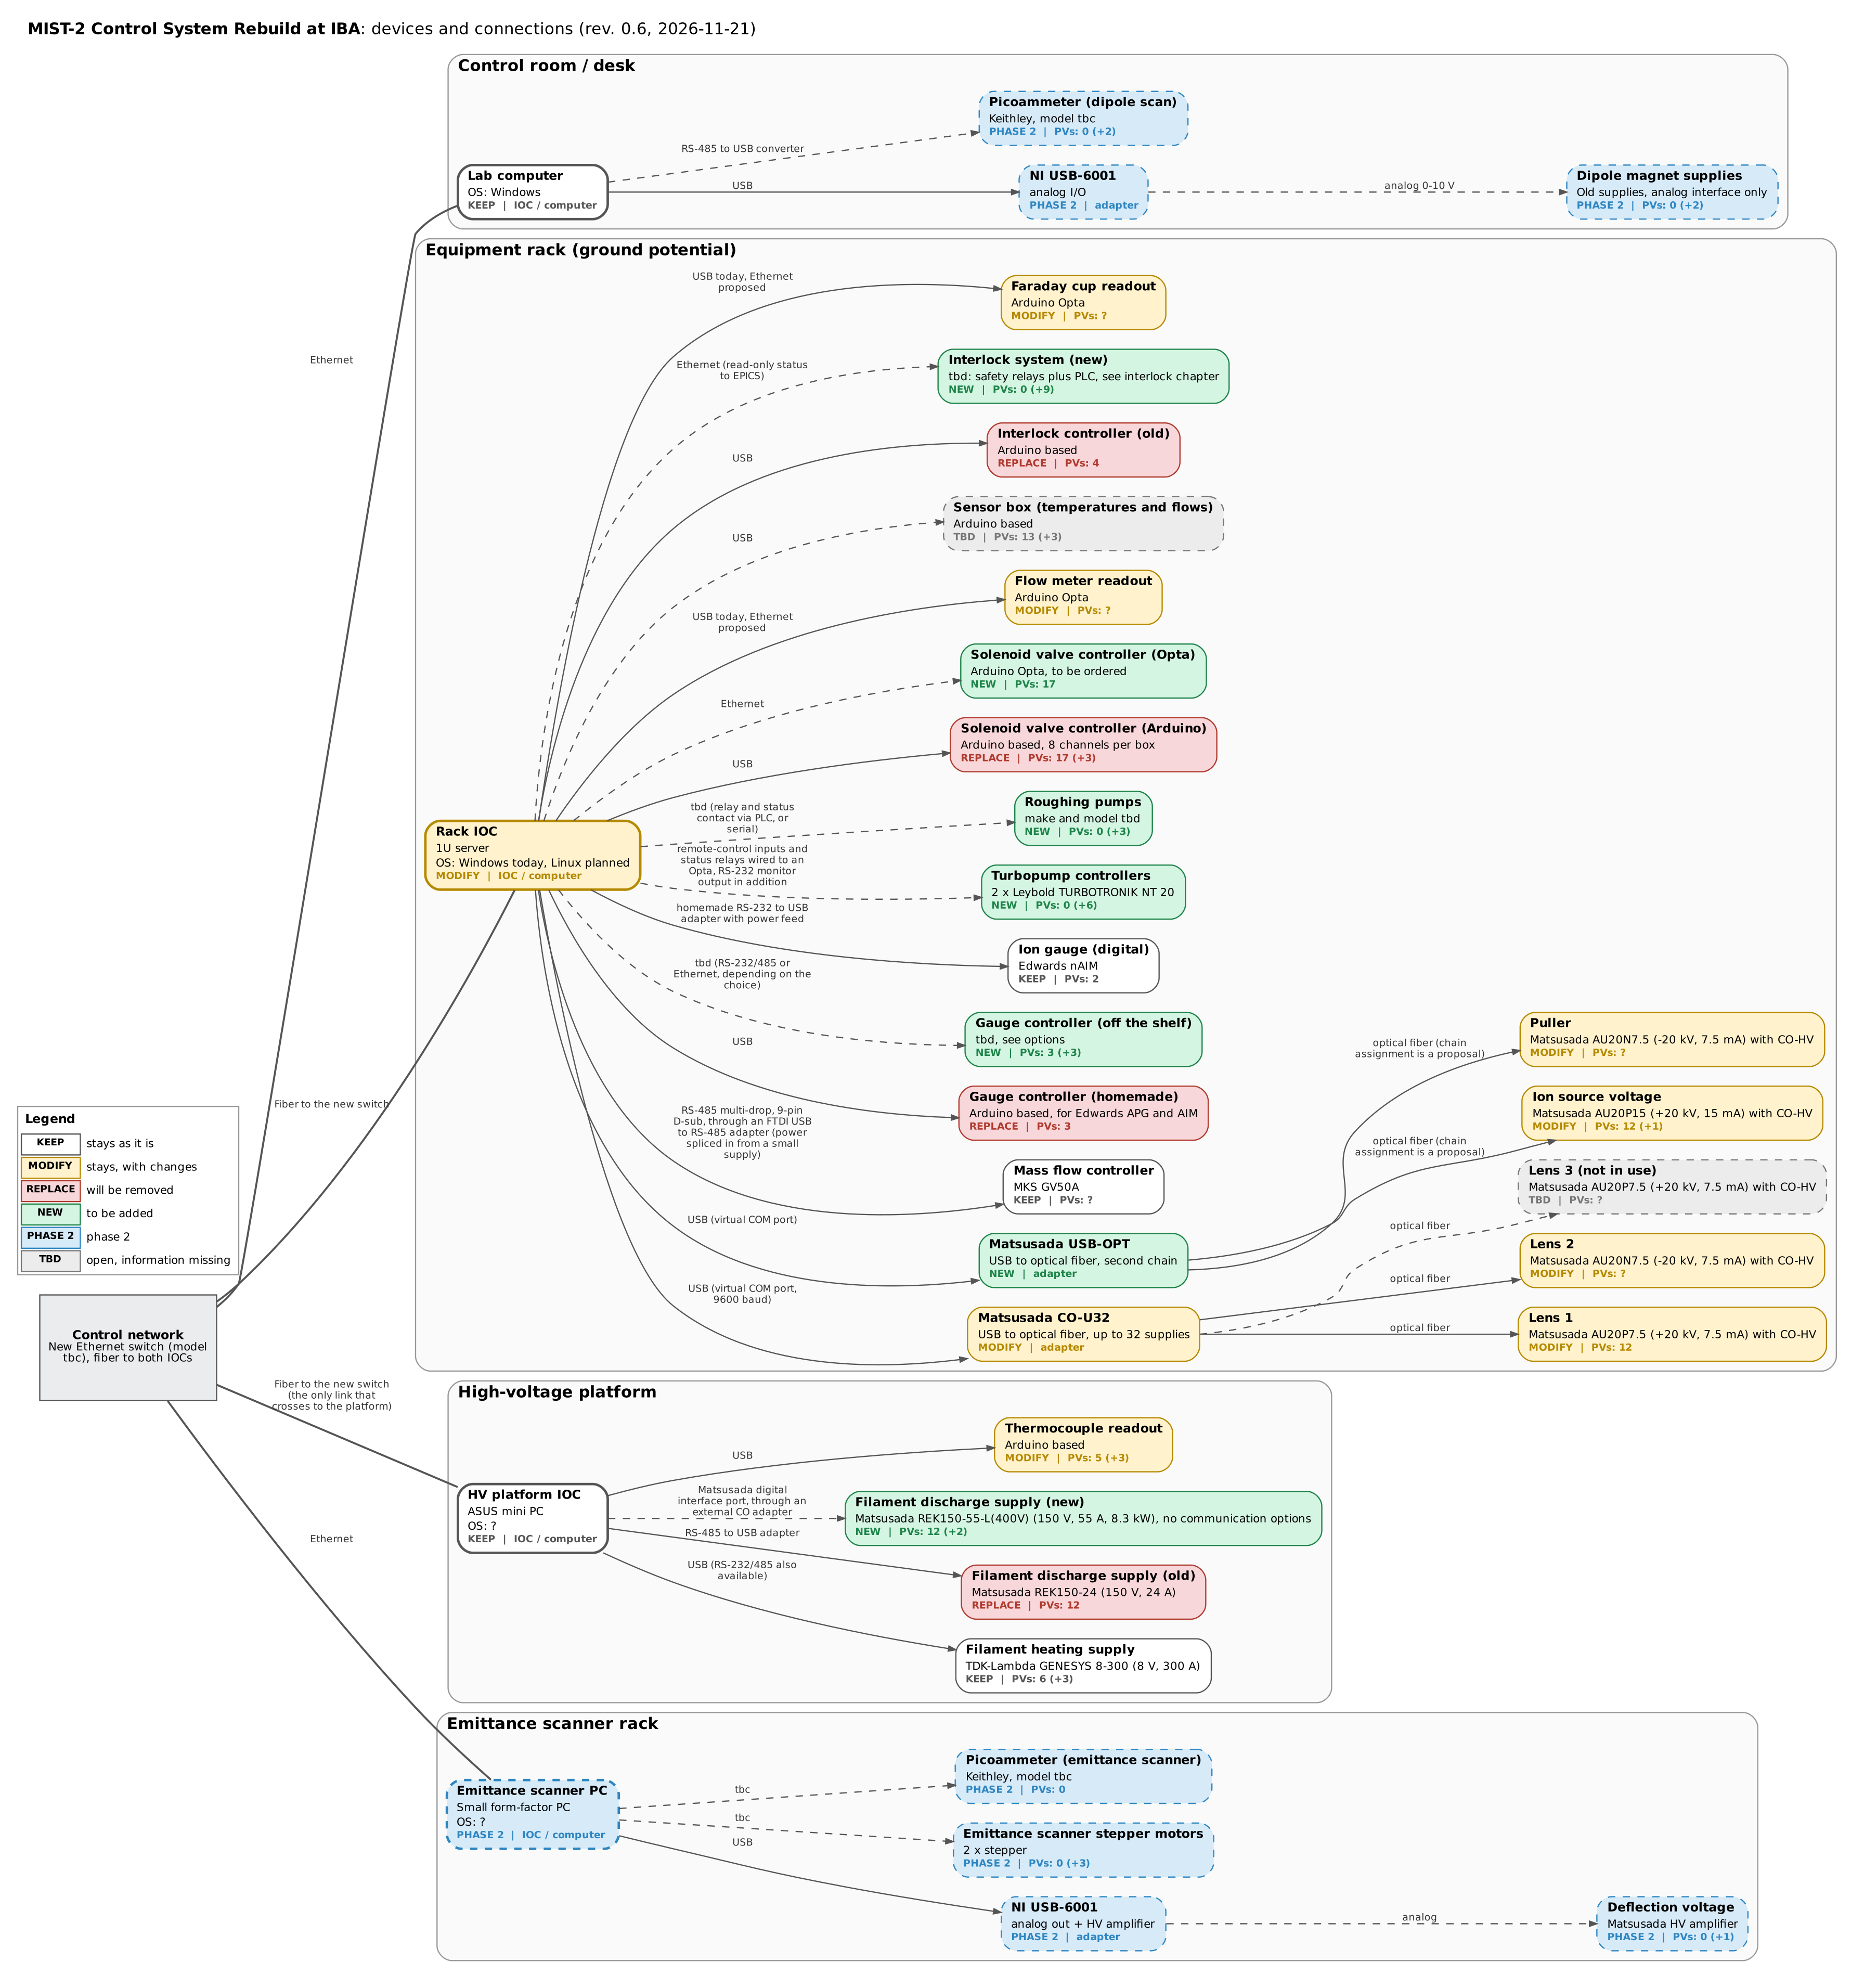 MIST-2 Control System Rebuild at IBA: devices and connections (rev. 0.6, 2026-11-21)
Control room / desk
Picoammeter (dipole scan)
Keithley, model tbc
PHASE 2 | PVs: 0 (+2)
RS-485 to USB converter
Lab computer
OS: Windows
KEEP | IOC / computer
USB
NI USB-6001
analog I/O
PHASE 2 | adapter
analog 0-10 V
Dipole magnet supplies
Old supplies, analog interface only
PHASE 2 | PVs: 0 (+2)
Equipment rack (ground potential)
USB today, Ethernet
proposed
Faraday cup readout
Arduino Opta
MODIFY | PVs: ?
Ethernet
Ethernet (read-only status
to EPICS)
Interlock system (new)
tbd: safety relays plus PLC, see interlock chapter
NEW | PVs: 0 (+9)
USB
Interlock controller (old)
Arduino based
REPLACE | PVs: 4
USB
Sensor box (temperatures and flows)
Arduino based
TBD | PVs: 13 (+3)
USB today, Ethernet
proposed
Flow meter readout
Arduino Opta
MODIFY | PVs: ?
Ethernet
Solenoid valve controller (Opta)
Arduino Opta, to be ordered
NEW | PVs: 17
USB
Solenoid valve controller (Arduino)
Arduino based, 8 channels per box
REPLACE | PVs: 17 (+3)
tbd (relay and status
contact via PLC, or
serial)
Roughing pumps
make and model tbd
NEW | PVs: 0 (+3)
Rack IOC
1U server
OS: Windows today, Linux planned
MODIFY | IOC / computer
remote-control inputs and
status relays wired to an
Opta, RS-232 monitor
output in addition
Turbopump controllers
2 x Leybold TURBOTRONIK NT 20
NEW | PVs: 0 (+6)
homemade RS-232 to USB
adapter with power feed
Ion gauge (digital)
Edwards nAIM
KEEP | PVs: 2
tbd (RS-232/485 or
Ethernet, depending on the
choice)
Gauge controller (off the shelf)
tbd, see options
NEW | PVs: 3 (+3)
USB
Gauge controller (homemade)
Arduino based, for Edwards APG and AIM
REPLACE | PVs: 3
RS-485 multi-drop, 9-pin
D-sub, through an FTDI USB
to RS-485 adapter (power
spliced in from a small
supply)
Mass flow controller
MKS GV50A
KEEP | PVs: ?
USB (virtual COM port)
Matsusada USB-OPT
USB to optical fiber, second chain
NEW | adapter
USB (virtual COM port,
9600 baud)
Matsusada CO-U32
USB to optical fiber, up to 32 supplies
MODIFY | adapter
optical fiber (chain
assignment is a proposal)
Puller
Matsusada AU20N7.5 (-20 kV, 7.5 mA) with CO-HV
MODIFY | PVs: ?
optical fiber (chain
assignment is a proposal)
Ion source voltage
Matsusada AU20P15 (+20 kV, 15 mA) with CO-HV
MODIFY | PVs: 12 (+1)
optical fiber
Lens 3 (not in use)
Matsusada AU20P7.5 (+20 kV, 7.5 mA) with CO-HV
TBD | PVs: ?
optical fiber
Lens 2
Matsusada AU20N7.5 (-20 kV, 7.5 mA) with CO-HV
MODIFY | PVs: ?
optical fiber
Lens 1
Matsusada AU20P7.5 (+20 kV, 7.5 mA) with CO-HV
MODIFY | PVs: 12
Fiber to the new switch
Legend
KEEP stays as it is
MODIFY stays, with changes
REPLACE will be removed
NEW to be added
PHASE 2 phase 2
TBD open, information missing
Control network
New Ethernet switch (model
tbc), fiber to both IOCs
Fiber to the new switch
(the only link that
crosses to the platform)
High-voltage platform
USB
Thermocouple readout
Arduino based
MODIFY | PVs: 5 (+3)
HV platform IOC
ASUS mini PC
OS: ?
KEEP | IOC / computer
Matsusada digital
interface port, through an
external CO adapter
Filament discharge supply (new)
Matsusada REK150-55-L(400V) (150 V, 55 A, 8.3 kW), no communication options
NEW | PVs: 12 (+2)
RS-485 to USB adapter
Filament discharge supply (old)
Matsusada REK150-24 (150 V, 24 A)
REPLACE | PVs: 12
USB (RS-232/485 also
available)
Filament heating supply
TDK-Lambda GENESYS 8-300 (8 V, 300 A)
KEEP | PVs: 6 (+3)
Ethernet
Emittance scanner rack
Emittance scanner PC
Small form-factor PC
OS: ?
PHASE 2 | IOC / computer
tbc
Picoammeter (emittance scanner)
Keithley, model tbc
PHASE 2 | PVs: 0
tbc
Emittance scanner stepper motors
2 x stepper
PHASE 2 | PVs: 0 (+3)
USB
NI USB-6001
analog out + HV amplifier
PHASE 2 | adapter
analog
Deflection voltage
Matsusada HV amplifier
PHASE 2 | PVs: 0 (+1)